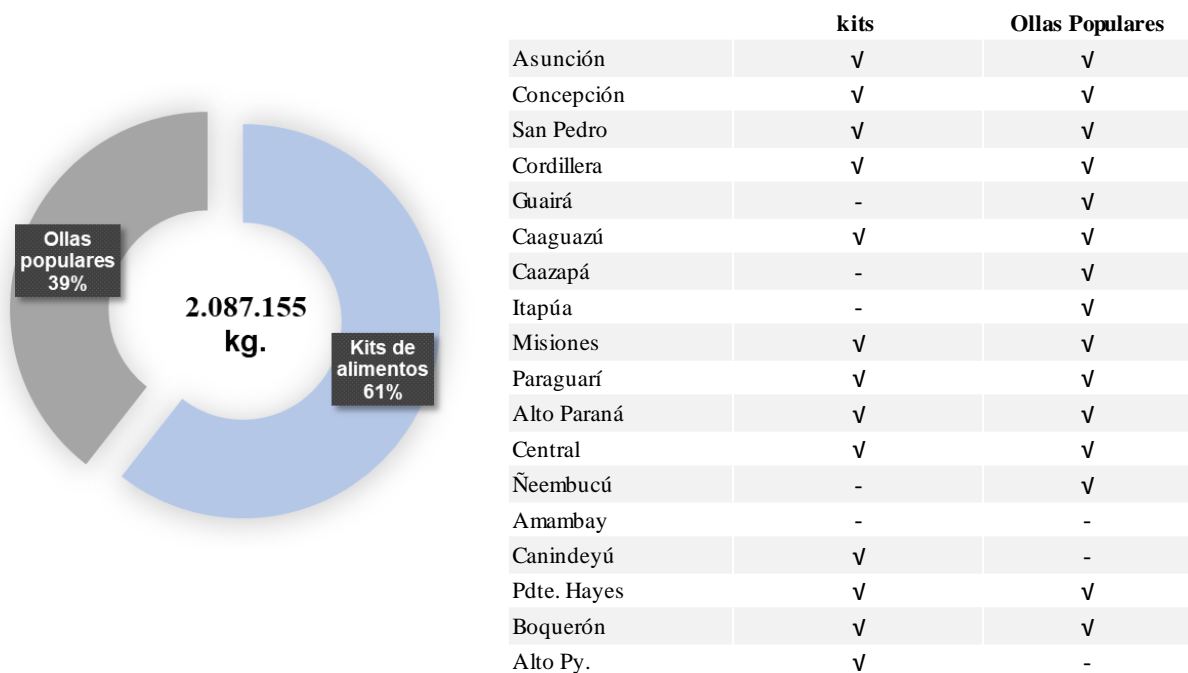 Ollas
populares
39%
2.087.155
kg.
Kits de
alimentos
61%
kits Ollas Populares
Asunción √ √
Concepción √ √
San Pedro √ √
Cordillera √ √
Guairá - √
Caaguazú √ √
Caazapá - √
Itapúa - √
Misiones √ √
Paraguarí √ √
Alto Paraná √ √
Central √ √
Ñeembucú - √
Amambay - -
Canindeyú √ -
Pdte. Hayes √ √
Boquerón √ √
Alto Py. √ -